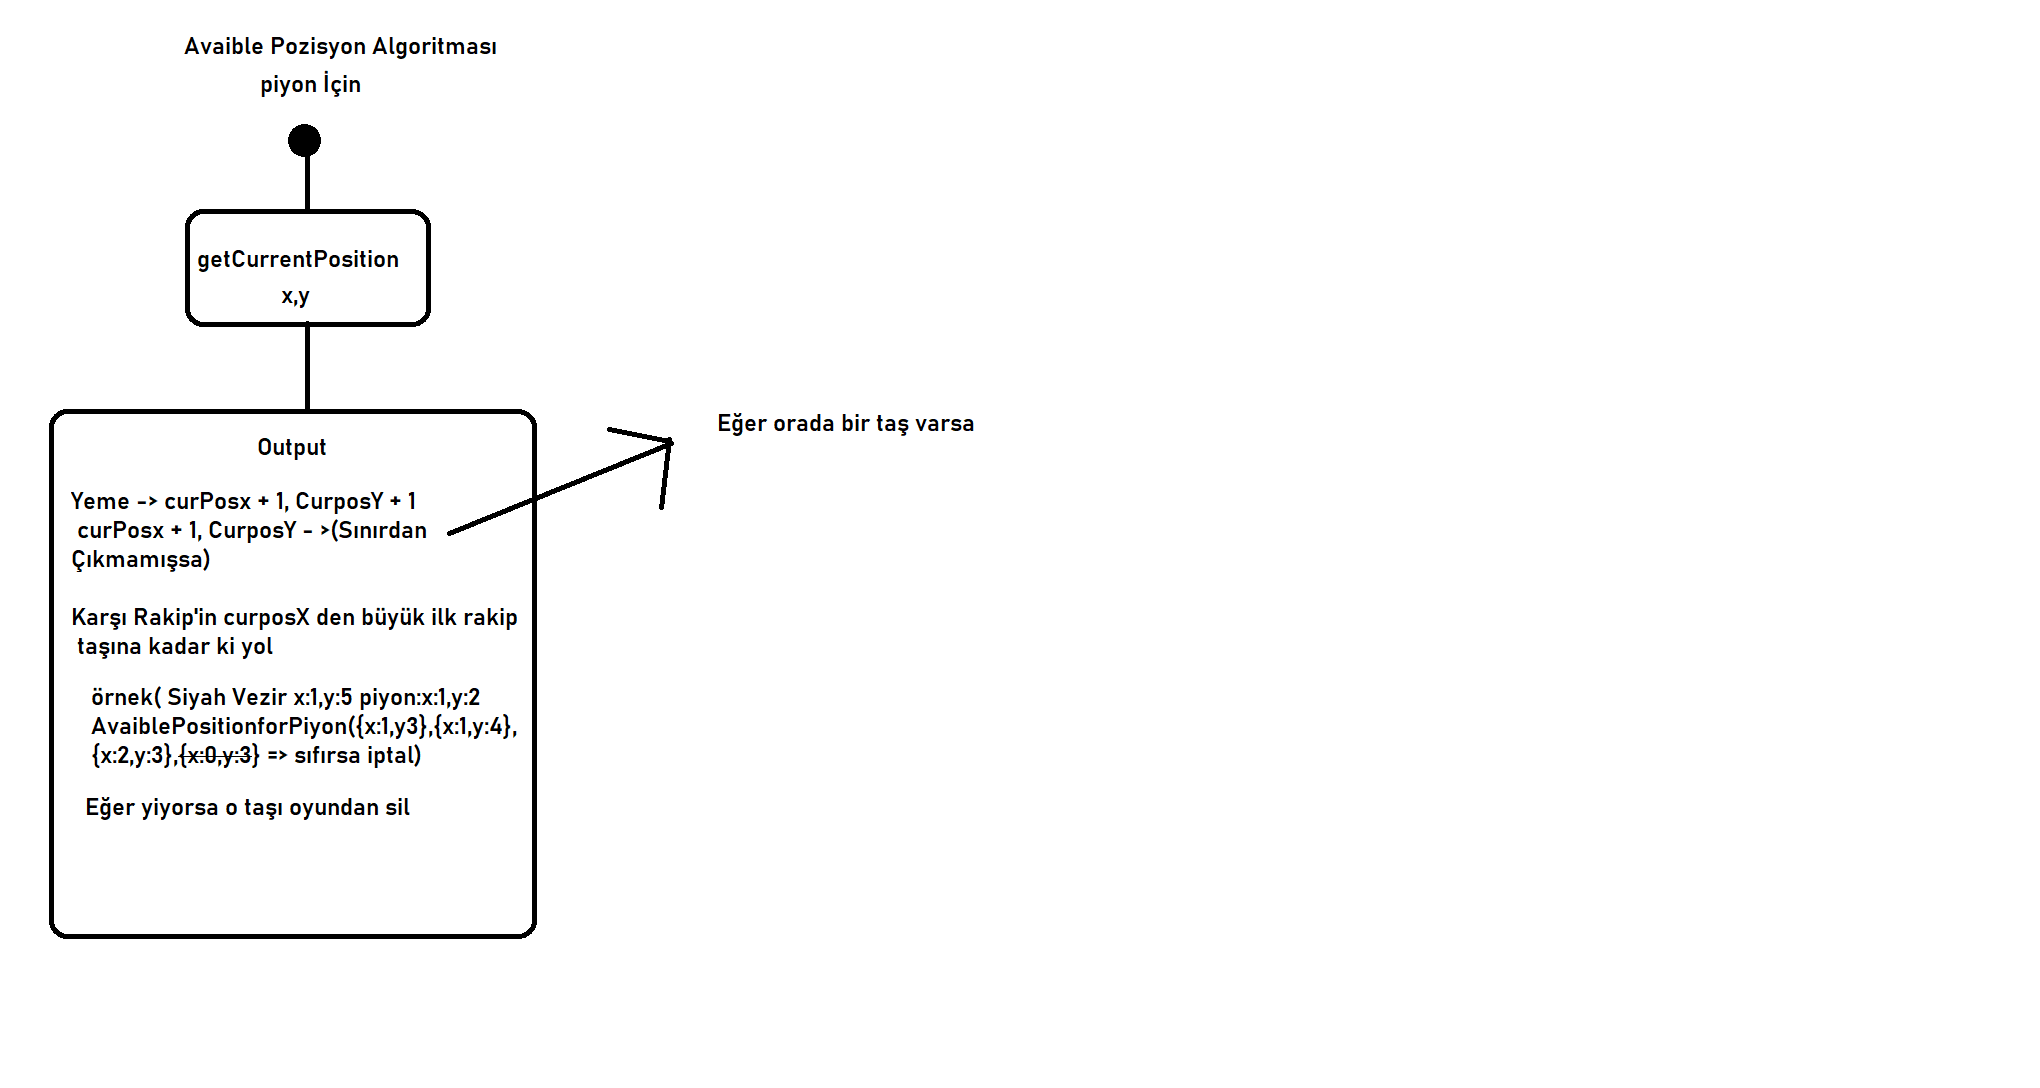 Avaible Pozisyon Algoritması
piyon İçin
getCurrentPosition
x,y
Output
Yeme -> curPosx + 1, CurposY + 1
curPosx + 1, CurposY - >(Sınırdan
Çıkmamışsa)
Eğer orada bir taş varsa
Karşı Rakip'in curposX den büyük ilk rakip
taşına kadar ki yol
örnek( Siyah Vezir x:1,y:5 piyon:x:1,y:2
AvaiblePositionforPiyon({x:1,y3},{x:1,y:4},
{x:2,y:3},{x:0,y:3} => sıfırsa iptal)
Eğer yiyorsa o taşı oyundan sil